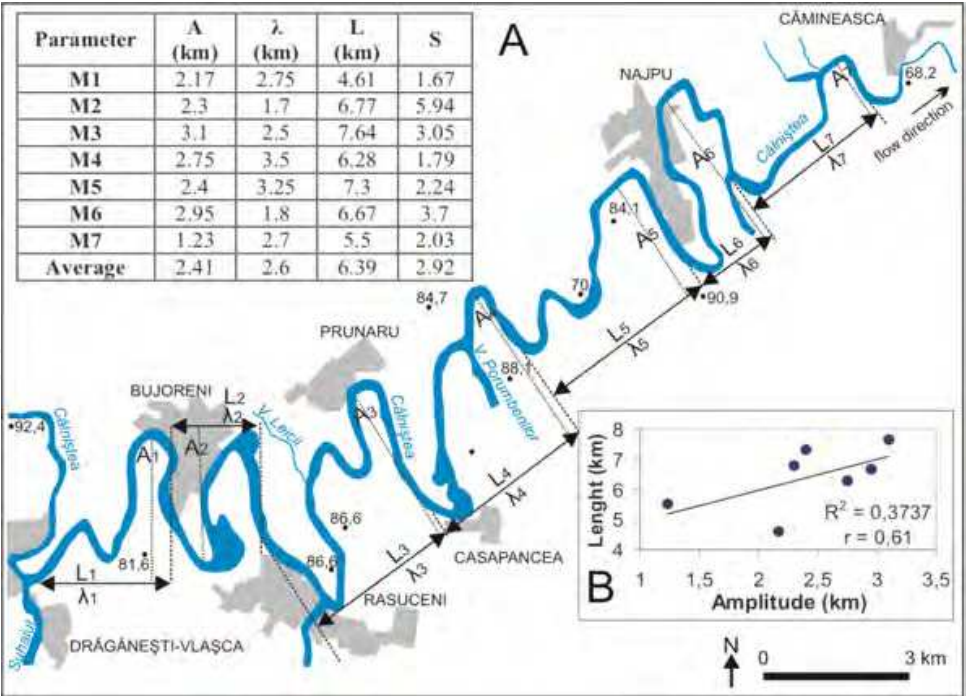 A
Parameter A (km) λ (km) L (km) S
M1 2.17 2.75 4.61 1.67
M2 2.3 1.7 6.77 5.94
M3 3.1 2.5 7.64 3.05
M4 2.75 3.5 6.28 1.79
M5 2.4 3.25 7.3 2.24
M6 2.95 1.8 6.67 3.7
M7 1.23 2.7 5.5 2.03
Average 2.41 2.6 6.39 2.92
CĂMINEASCA
NAJPU
68,2
A7
flow direction
Câlniștea
L7
λ7
A6
84,1
A5
L6
λ6
70
90,9
84,7
L5
λ5
PRUNARU
A4
V. Porumbenilor
88,1
BUJORENI
L2
λ2
V. Leicii
A3
Câlniștea
92,4
Câlniștea
A1
A2
L4
λ4
86,6
81,6
86,6
L3
λ3
CASAPANCEA
L1
λ1
RASUCENI
Suhatul
DRĂGĂNEȘTI-VLAȘCA
B
Lenght (km)
8
7
6
5
4
R² = 0,3737
r = 0,61
1 1,5 2 2,5 3 3,5
Amplitude (km)
N
0 3 km